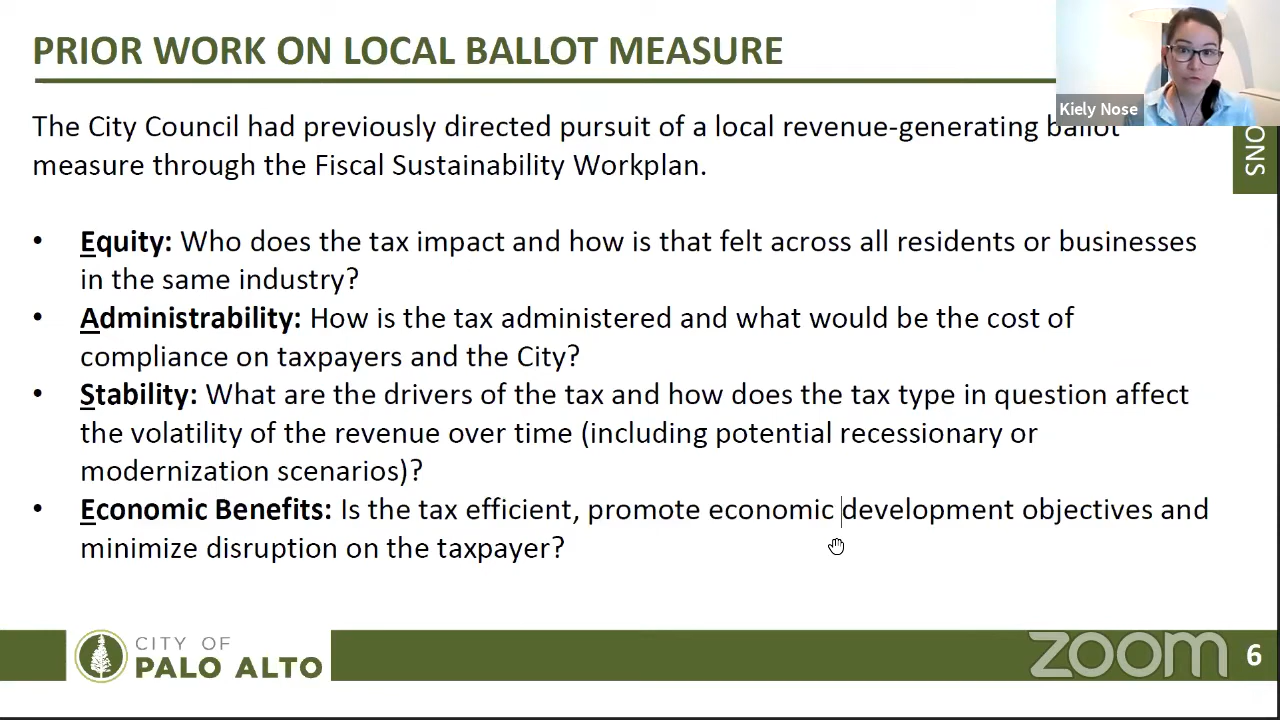 PRIOR WORK ON LOCAL BALLOT MEASURE
Kiely Nose
The City Council had previously directed pursuit of a local revenue-generating ballot
measure through the Fiscal Sustainability Workplan.
• Equity: Who does the tax impact and how is that felt across all residents or businesses
in the same industry?
• Administrability: How is the tax administered and what would be the cost of
compliance on taxpayers and the City?
• Stability: What are the drivers of the tax and how does the tax type in question affect
the volatility of the revenue over time (including potential recessionary or
modernization scenarios)?
• Economic Benefits: Is the tax efficient, promote economic development objectives and
minimize disruption on the taxpayer?
CITY OF
PALO ALTO
zoom
6